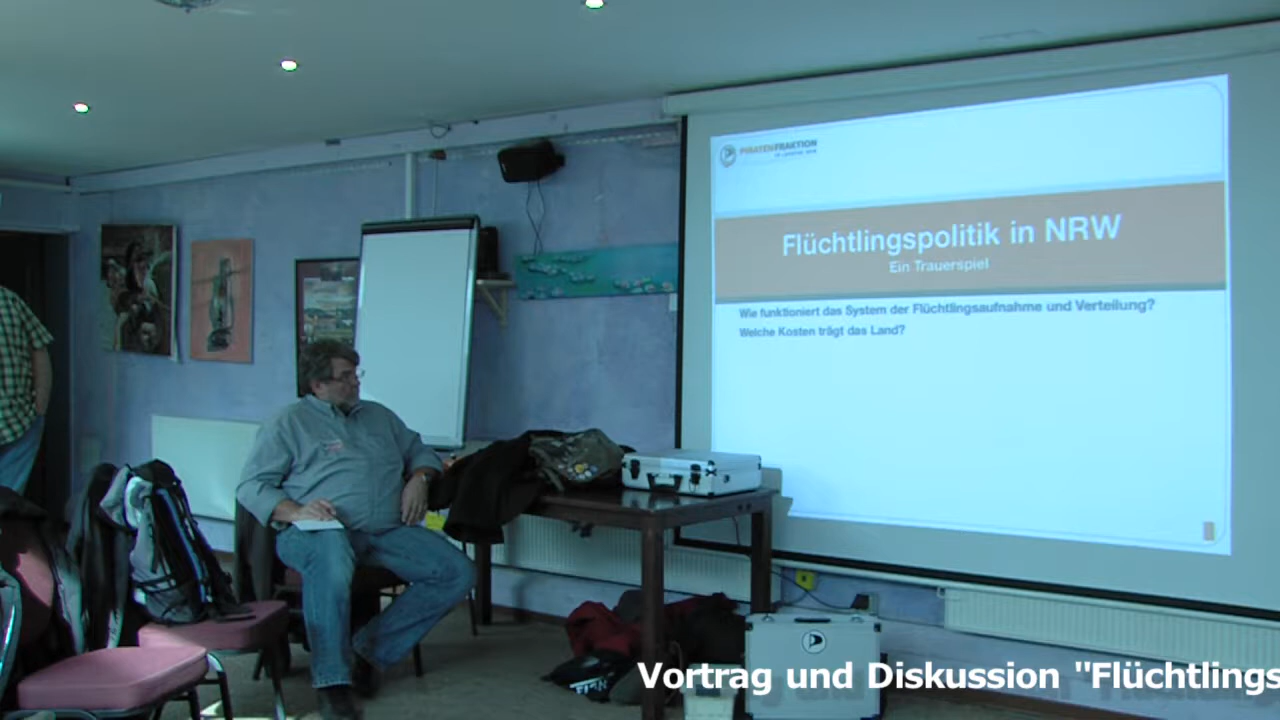 PIRATENFRAKTION
Flüchtlingspolitik in NRW
Ein Trauerspiel
Wie funktioniert das System der Flüchtlingsaufnahme und Verteilung?
Welche Kosten trägt das Land?
Vortrag und Diskussion "Flüchtlings